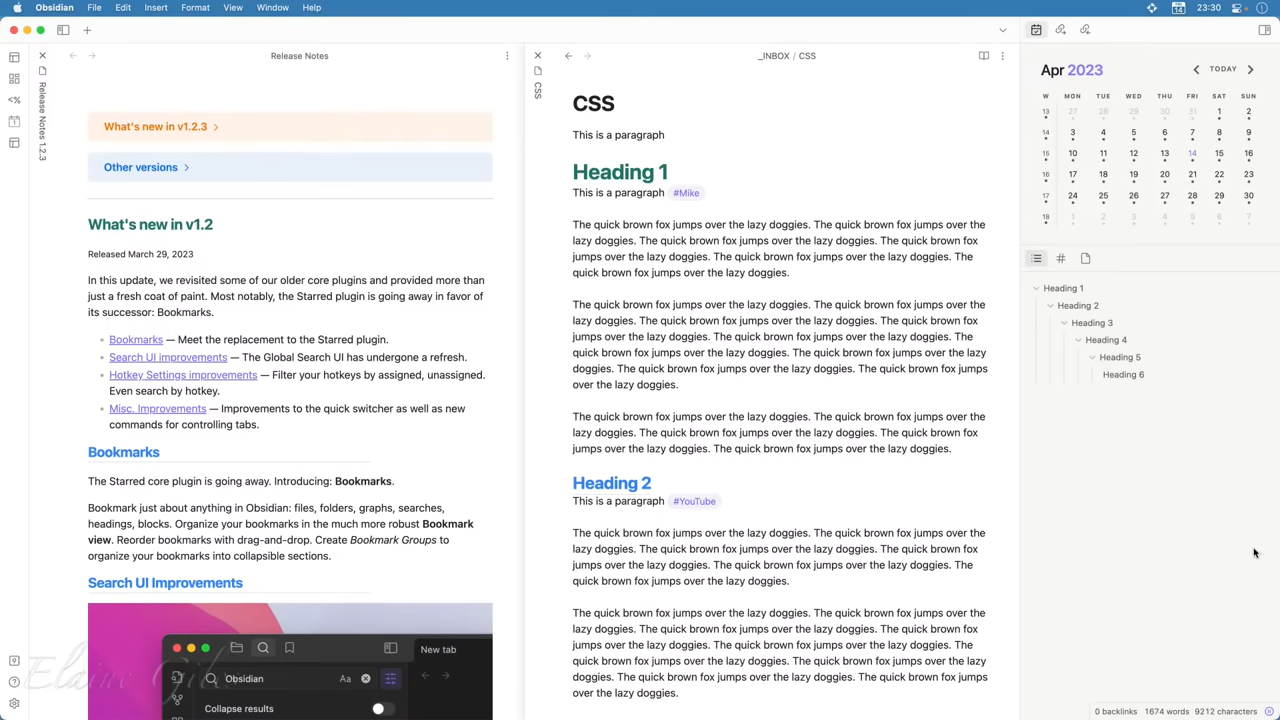 Obsidian File Edit Insert Format View Window Help
14 23:30
Release Notes
_INBOX / CSS
Release Notes 1.2.3
CSS
What's new in v1.2.3
Other versions
What's new in v1.2
Released March 29, 2023
In this update, we revisited some of our older core plugins and provided more than
just a fresh coat of paint. Most notably, the Starred plugin is going away in favor of
its successor: Bookmarks.
Bookmarks — Meet the replacement to the Starred plugin.
Search UI improvements — The Global Search UI has undergone a refresh.
Hotkey Settings improvements — Filter your hotkeys by assigned, unassigned.
Even search by hotkey.
Misc. Improvements — Improvements to the quick switcher as well as new
commands for controlling tabs.
Bookmarks
The Starred core plugin is going away. Introducing: Bookmarks.
Bookmark just about anything in Obsidian: files, folders, graphs, searches,
headings, blocks. Organize your bookmarks in the much more robust Bookmark
view. Reorder bookmarks with drag-and-drop. Create Bookmark Groups to
organize your bookmarks into collapsible sections.
Search UI Improvements
New tab
Obsidian Aa
Collapse results
Elain
CSS
This is a paragraph
Heading 1
This is a paragraph #Mike
The quick brown fox jumps over the lazy doggies. The quick brown fox jumps over the
lazy doggies. The quick brown fox jumps over the lazy doggies. The quick brown fox
jumps over the lazy doggies. The quick brown fox jumps over the lazy doggies. The
quick brown fox jumps over the lazy doggies.
The quick brown fox jumps over the lazy doggies. The quick brown fox jumps over the
lazy doggies. The quick brown fox jumps over the lazy doggies. The quick brown fox
jumps over the lazy doggies. The quick brown fox jumps over the lazy doggies. The
quick brown fox jumps over the lazy doggies. The quick brown fox jumps over the lazy
doggies. The quick brown fox jumps over the lazy doggies. The quick brown fox jumps
over the lazy doggies.
The quick brown fox jumps over the lazy doggies. The quick brown fox jumps over the
lazy doggies. The quick brown fox jumps over the lazy doggies. The quick brown fox
jumps over the lazy doggies. The quick brown fox jumps over the lazy doggies.
Heading 2
This is a paragraph #YouTube
The quick brown fox jumps over the lazy doggies. The quick brown fox jumps over the
lazy doggies. The quick brown fox jumps over the lazy doggies. The quick brown fox
jumps over the lazy doggies. The quick brown fox jumps over the lazy doggies. The
quick brown fox jumps over the lazy doggies.
The quick brown fox jumps over the lazy doggies. The quick brown fox jumps over the
lazy doggies. The quick brown fox jumps over the lazy doggies. The quick brown fox
jumps over the lazy doggies. The quick brown fox jumps over the lazy doggies. The
quick brown fox jumps over the lazy doggies. The quick brown fox jumps over the lazy
doggies. The quick brown fox jumps over the lazy doggies. The quick brown fox jumps
over the lazy doggies.
Apr 2023 TODAY
W MON TUE WED THU FRI SAT SUN
13 27 28 29 30 31 1 2
14 3 4 5 6 7 8 9
15 10 11 12 13 14 15 16
16 17 18 19 20 21 22 23
17 24 25 26 27 28 29 30
18 1 2 3 4 5 6 7
Heading 1
Heading 2
Heading 3
Heading 4
Heading 5
Heading 6
0 backlinks 1674 words 9212 characters